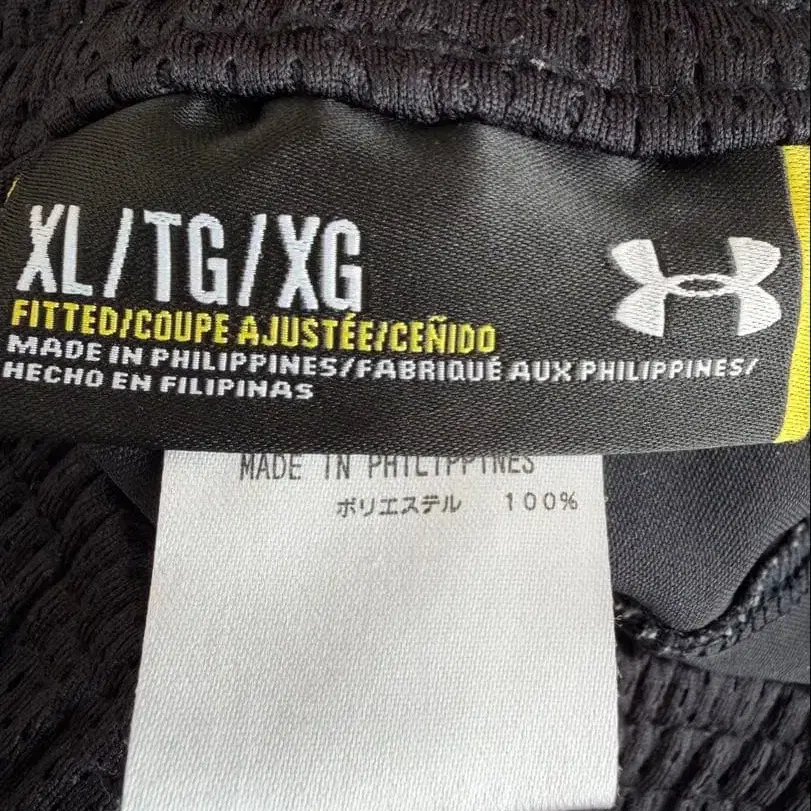 XL/TG/XG
FITTED/COUPE AJUSTÉE/CEÑIDO
MADE IN PHILIPPINES/FABRIQUÉ AUX PHILIPPINES/
HECHO EN FILIPINAS
MADE IN PHILIPPINES
ポリエステル 100%